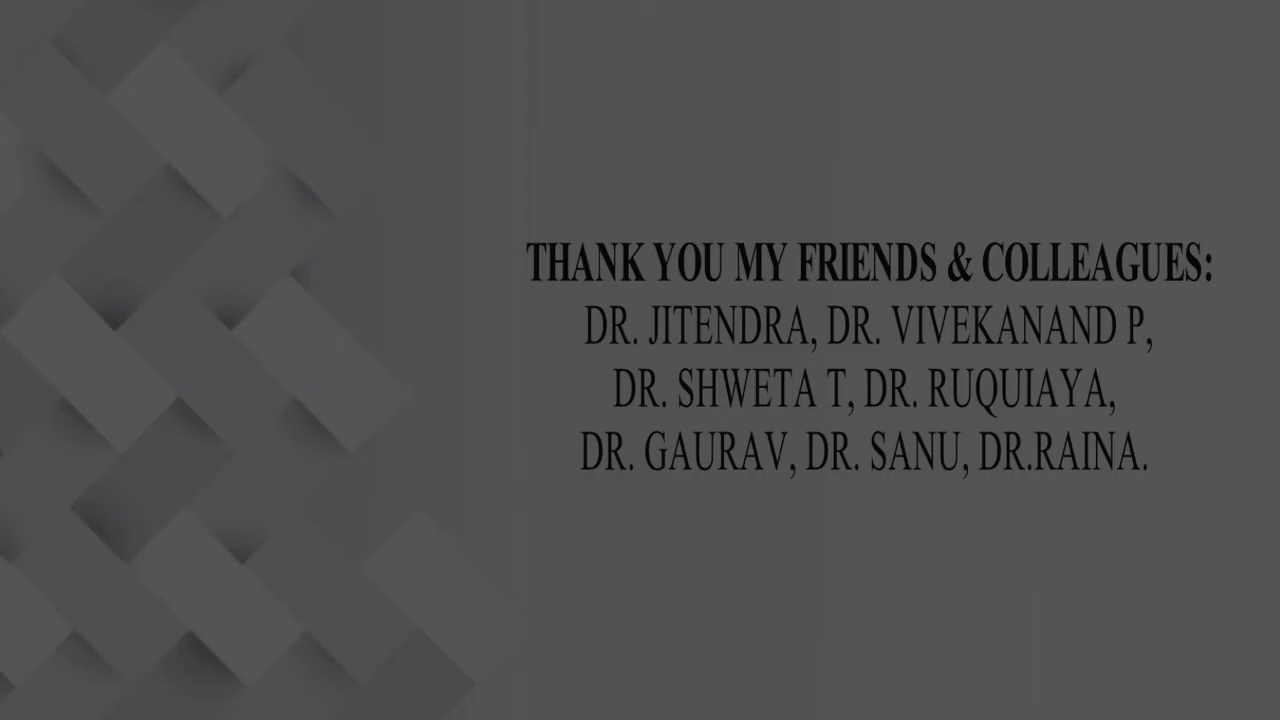 THANK YOU MY FRIENDS & COLLEAGUES:
DR. JITENDRA, DR. VIVEKANAND P,
DR. SHWETA T, DR. RUQUIAYA,
DR. GAURAV, DR. SANU, DR.RAINA.